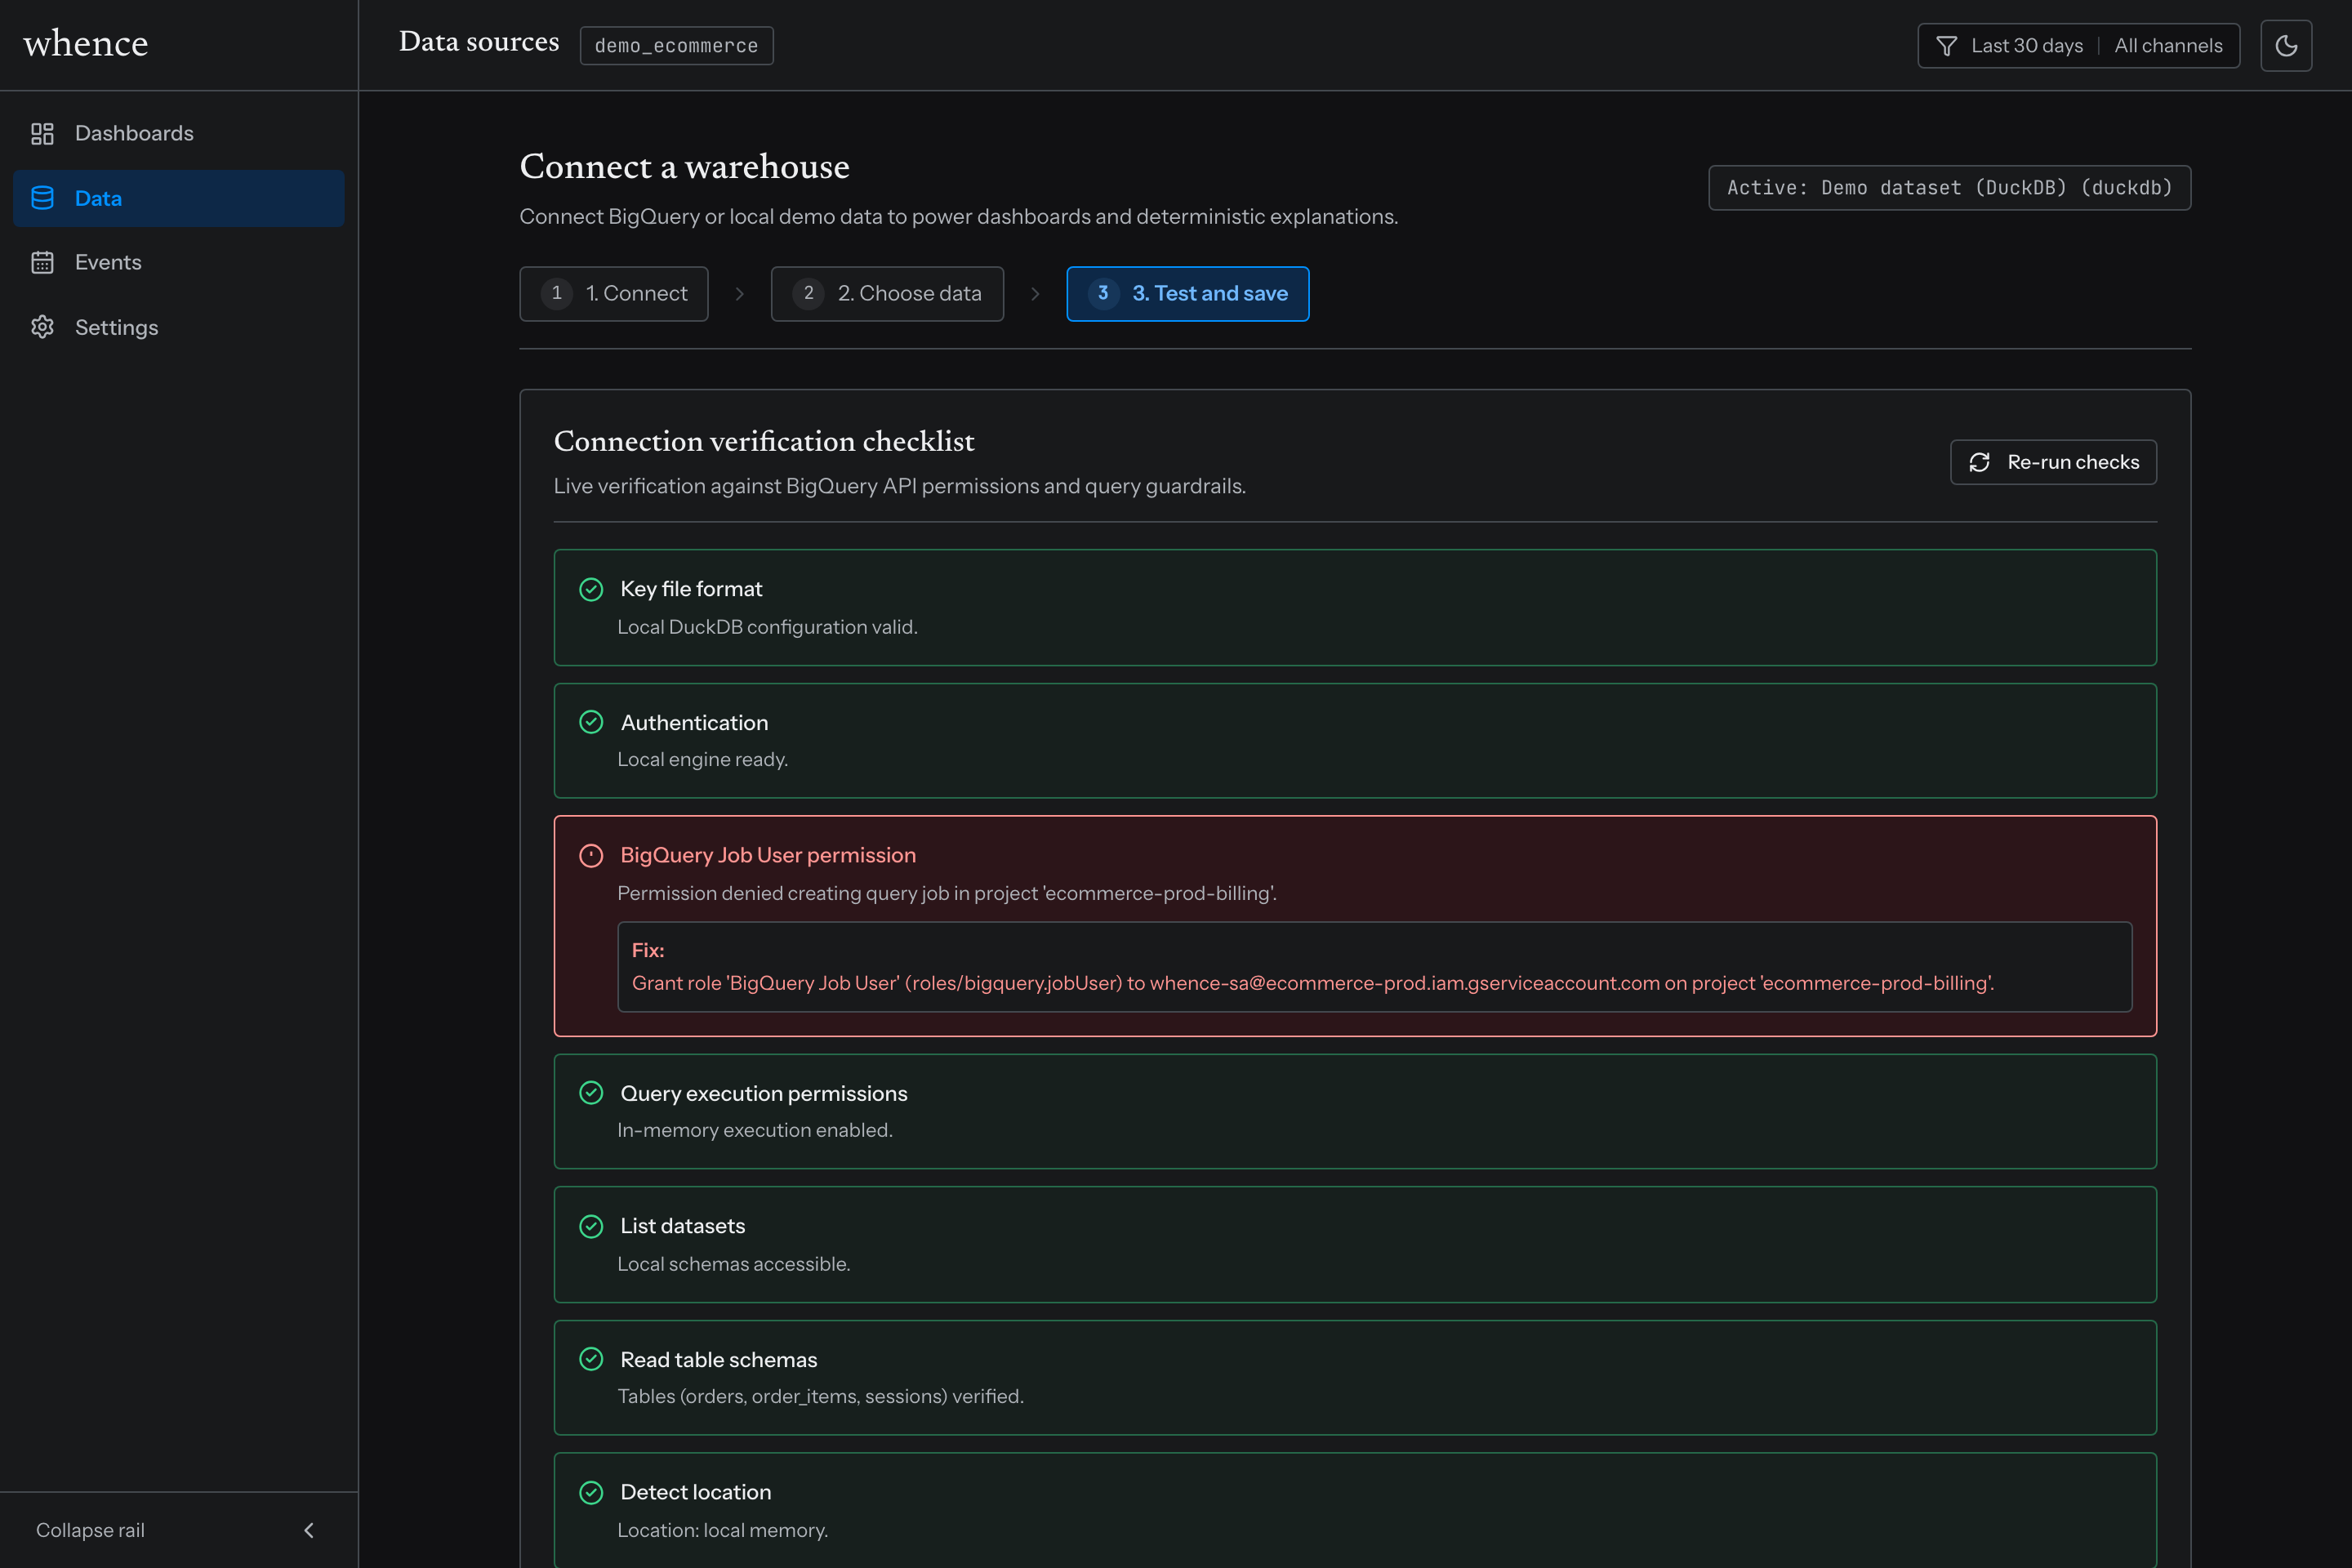 whence
Data sources
demo_ecommerce
Last 30 days
All channels
Dashboards
Data
Events
Settings
Connect a warehouse
Connect BigQuery or local demo data to power dashboards and deterministic explanations.
Active: Demo dataset (DuckDB) (duckdb)
1 1. Connect
2 2. Choose data
3 3. Test and save
Connection verification checklist
Live verification against BigQuery API permissions and query guardrails.
Re-run checks
Key file format
Local DuckDB configuration valid.
Authentication
Local engine ready.
BigQuery Job User permission
Permission denied creating query job in project 'ecommerce-prod-billing'.
Fix:
Grant role 'BigQuery Job User' (roles/bigquery.jobUser) to whence-sa@ecommerce-prod.iam.gserviceaccount.com on project 'ecommerce-prod-billing'.
Query execution permissions
In-memory execution enabled.
List datasets
Local schemas accessible.
Read table schemas
Tables (orders, order_items, sessions) verified.
Detect location
Location: local memory.
Collapse rail